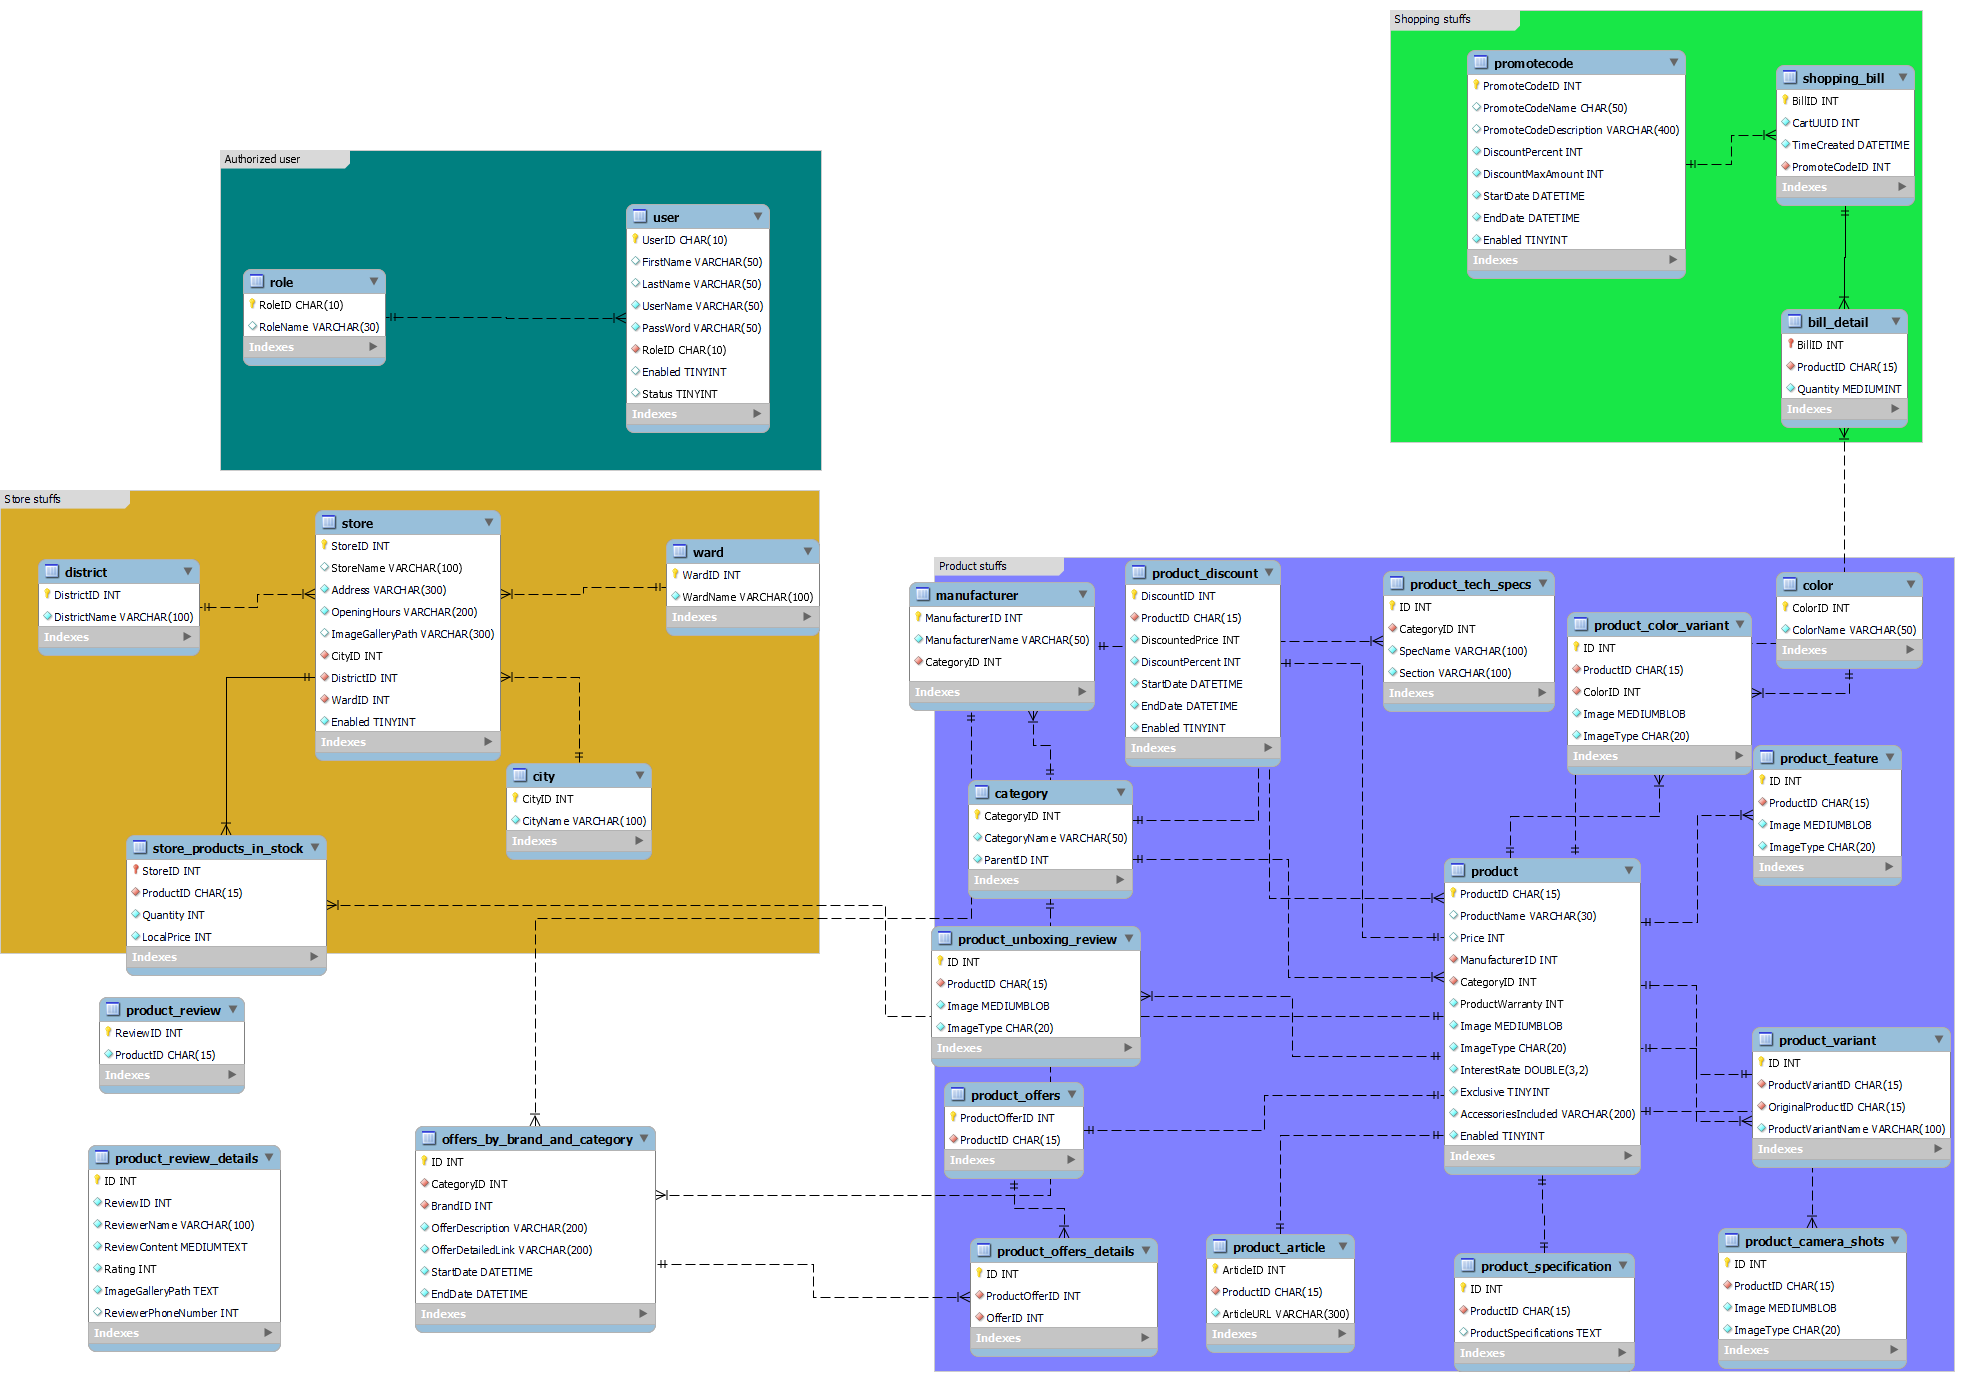 Shopping stuffs
promotecode
PromoteCodeID INT
PromoteCodeName CHAR(50)
PromoteCodeDescription VARCHAR(400)
DiscountPercent INT
DiscountMaxAmount INT
StartDate DATETIME
EndDate DATETIME
Enabled TINYINT
Indexes
shopping_bill
BillID INT
CartUUID INT
TimeCreated DATETIME
PromoteCodeID INT
Indexes
bill_detail
BillID INT
ProductID CHAR(15)
Quantity MEDIUMINT
Indexes
Authorized user
role
RoleID CHAR(10)
RoleName VARCHAR(30)
Indexes
user
UserID CHAR(10)
FirstName VARCHAR(50)
LastName VARCHAR(50)
UserName VARCHAR(50)
PassWord VARCHAR(50)
RoleID CHAR(10)
Enabled TINYINT
Status TINYINT
Indexes
Store stuffs
district
DistrictID INT
DistrictName VARCHAR(100)
Indexes
store
StoreID INT
StoreName VARCHAR(100)
Address VARCHAR(300)
OpeningHours VARCHAR(200)
ImageGalleryPath VARCHAR(300)
CityID INT
DistrictID INT
WardID INT
Enabled TINYINT
Indexes
ward
WardID INT
WardName VARCHAR(100)
Indexes
city
CityID INT
CityName VARCHAR(100)
Indexes
store_products_in_stock
StoreID INT
ProductID CHAR(15)
Quantity INT
LocalPrice INT
Indexes
product_review
ReviewID INT
ProductID CHAR(15)
Indexes
product_review_details
ID INT
ReviewID INT
ReviewerName VARCHAR(100)
ReviewContent MEDIUMTEXT
Rating INT
ImageGalleryPath TEXT
ReviewerPhoneNumber INT
Indexes
offers_by_brand_and_category
ID INT
CategoryID INT
BrandID INT
OfferDescription VARCHAR(200)
OfferDetailedLink VARCHAR(200)
StartDate DATETIME
EndDate DATETIME
Indexes
Product stuffs
manufacturer
ManufacturerID INT
ManufacturerName VARCHAR(50)
CategoryID INT
Indexes
product_discount
DiscountID INT
ProductID CHAR(15)
DiscountedPrice INT
DiscountPercent INT
StartDate DATETIME
EndDate DATETIME
Enabled TINYINT
Indexes
product_tech_specs
ID INT
CategoryID INT
SpecName VARCHAR(100)
Section VARCHAR(100)
Indexes
product_color_variant
ID INT
ProductID CHAR(15)
ColorID INT
Image MEDIUMBLOB
ImageType CHAR(20)
Indexes
color
ColorID INT
ColorName VARCHAR(50)
Indexes
product_feature
ID INT
ProductID CHAR(15)
Image MEDIUMBLOB
ImageType CHAR(20)
Indexes
category
CategoryID INT
CategoryName VARCHAR(50)
ParentID INT
Indexes
product_unboxing_review
ID INT
ProductID CHAR(15)
Image MEDIUMBLOB
ImageType CHAR(20)
Indexes
product
ProductID CHAR(15)
ProductName VARCHAR(30)
Price INT
ManufacturerID INT
CategoryID INT
ProductWarranty INT
Image MEDIUMBLOB
ImageType CHAR(20)
InterestRate DOUBLE(3,2)
Exclusive TINYINT
AccessoriesIncluded VARCHAR(200)
Enabled TINYINT
Indexes
product_variant
ID INT
ProductVariantID CHAR(15)
OriginalProductID CHAR(15)
ProductVariantName VARCHAR(100)
Indexes
product_offers
ProductOfferID INT
ProductID CHAR(15)
Indexes
product_offers_details
ID INT
ProductOfferID INT
OfferID INT
Indexes
product_article
ArticleID INT
ProductID CHAR(15)
ArticleURL VARCHAR(300)
Indexes
product_specification
ID INT
ProductID CHAR(15)
ProductSpecifications TEXT
Indexes
product_camera_shots
ID INT
ProductID CHAR(15)
Image MEDIUMBLOB
ImageType CHAR(20)
Indexes